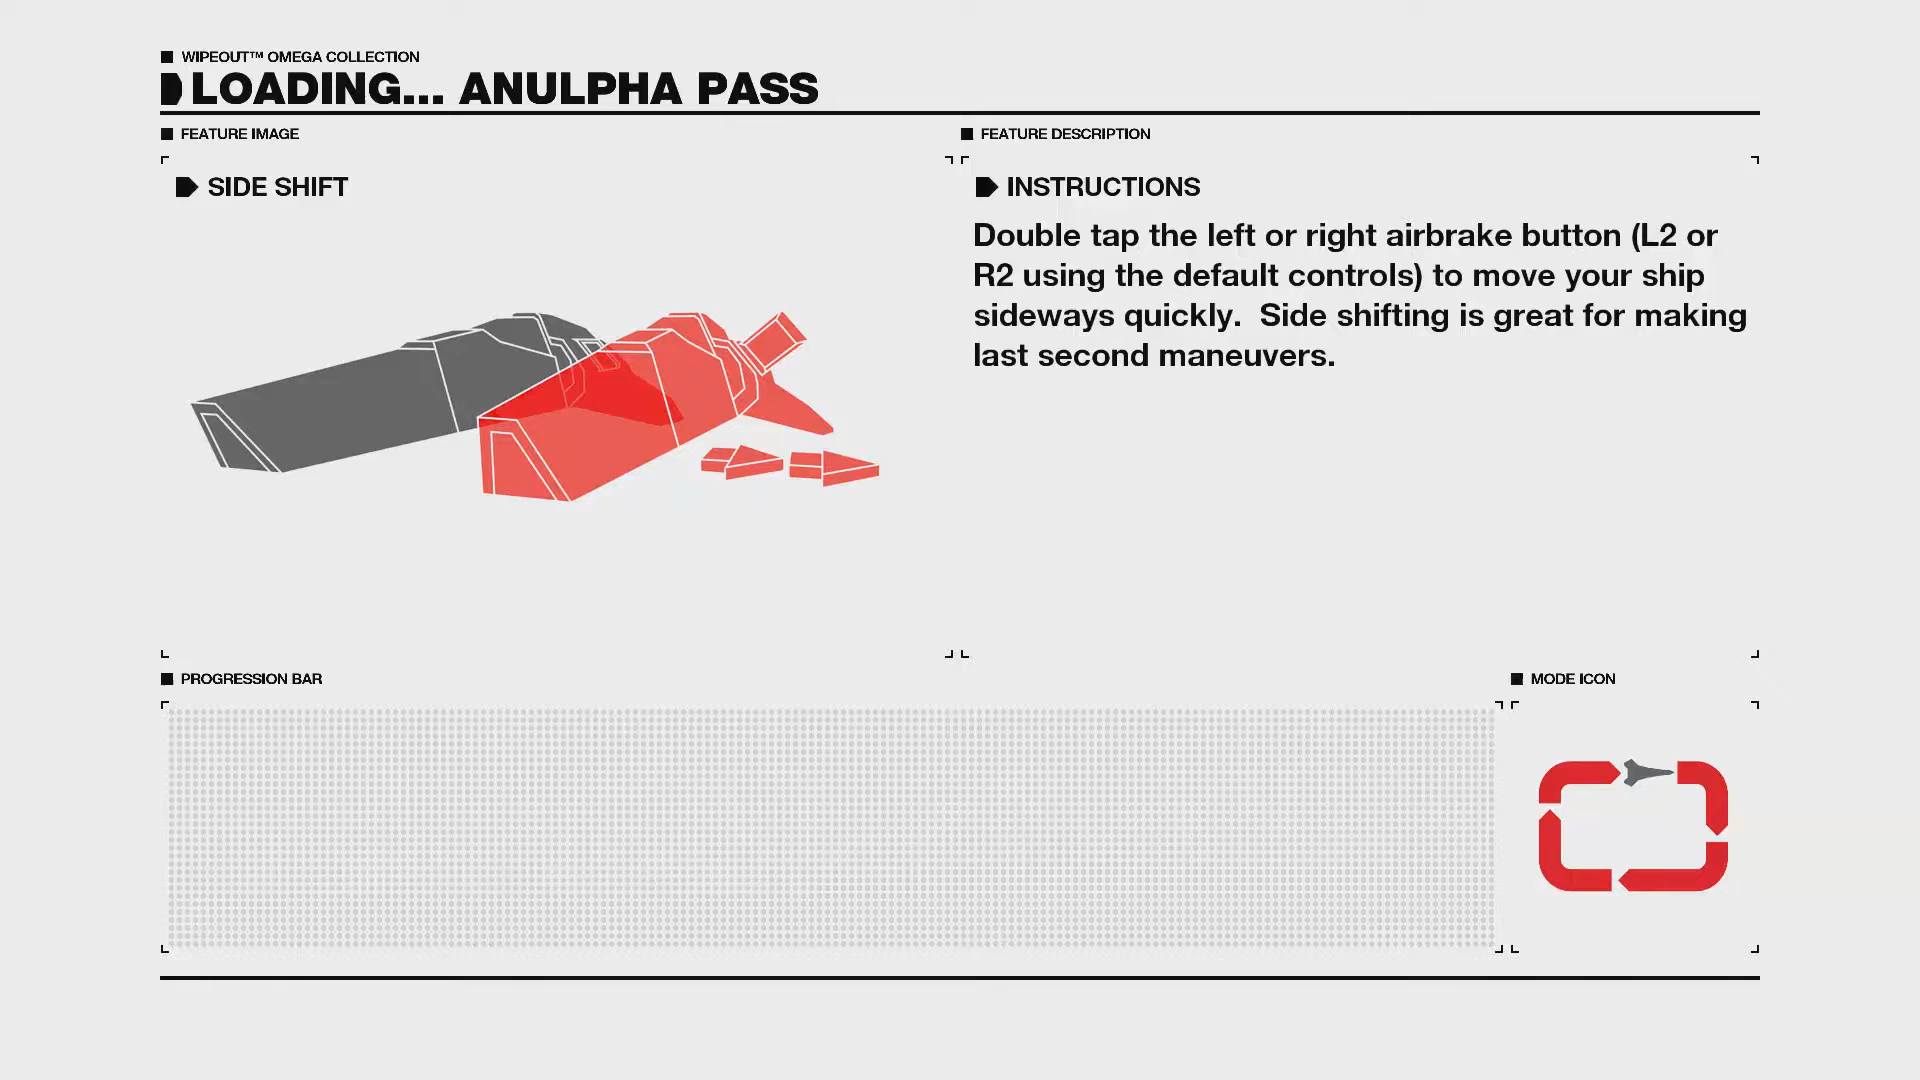 WIPEOUT™ OMEGA COLLECTION
LOADING... ANULPHA PASS
FEATURE IMAGE
SIDE SHIFT
FEATURE DESCRIPTION
INSTRUCTIONS
Double tap the left or right airbrake button (L2 or
R2 using the default controls) to move your ship
sideways quickly.  Side shifting is great for making
last second maneuvers.
PROGRESSION BAR
MODE ICON